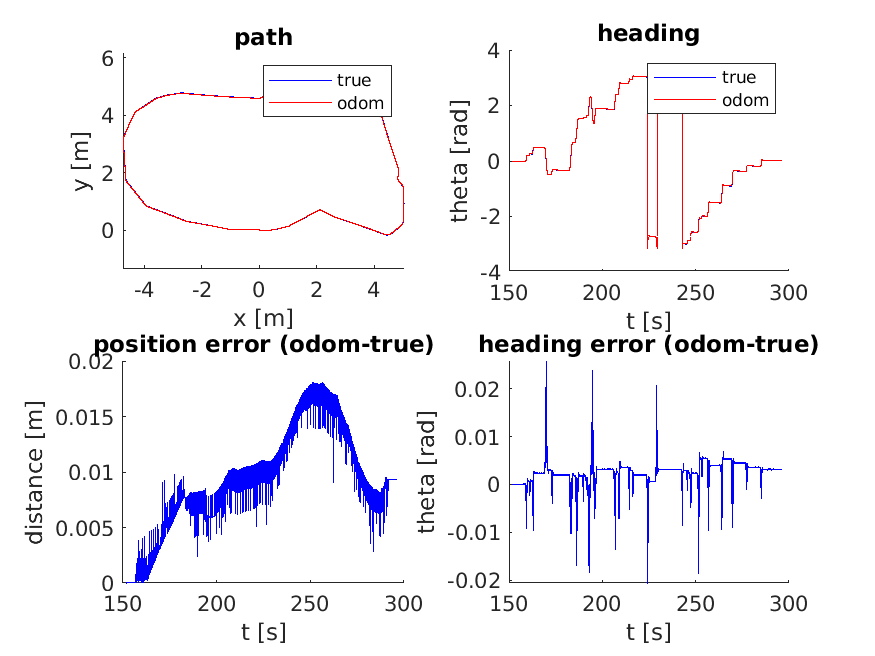 path
6
4
2
0
y [m]
-4
-2
0
2
4
x [m]
true
odom
heading
4
2
0
-2
-4
theta [rad]
150
200
250
300
t [s]
true
odom
position error (odom-true)
0.02
0.015
0.01
0.005
0
distance [m]
150
200
250
300
t [s]
heading error (odom-true)
0.02
0.01
0
-0.01
-0.02
theta [rad]
150
200
250
300
t [s]